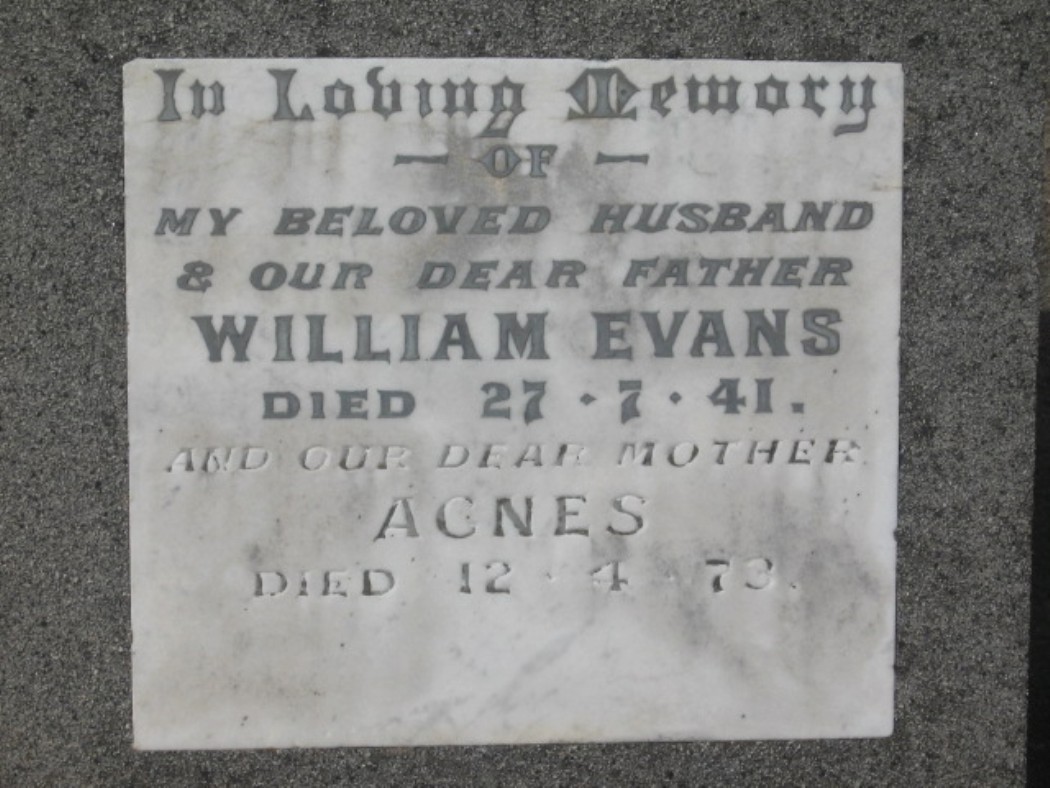 In Loving Memory
— OF —
MY BELOVED HUSBAND
& OUR DEAR FATHER
WILLIAM EVANS
DIED 27 · 7 · 41.
AND OUR DEAR MOTHER
AGNES
DIED 12 · 4 · 73.